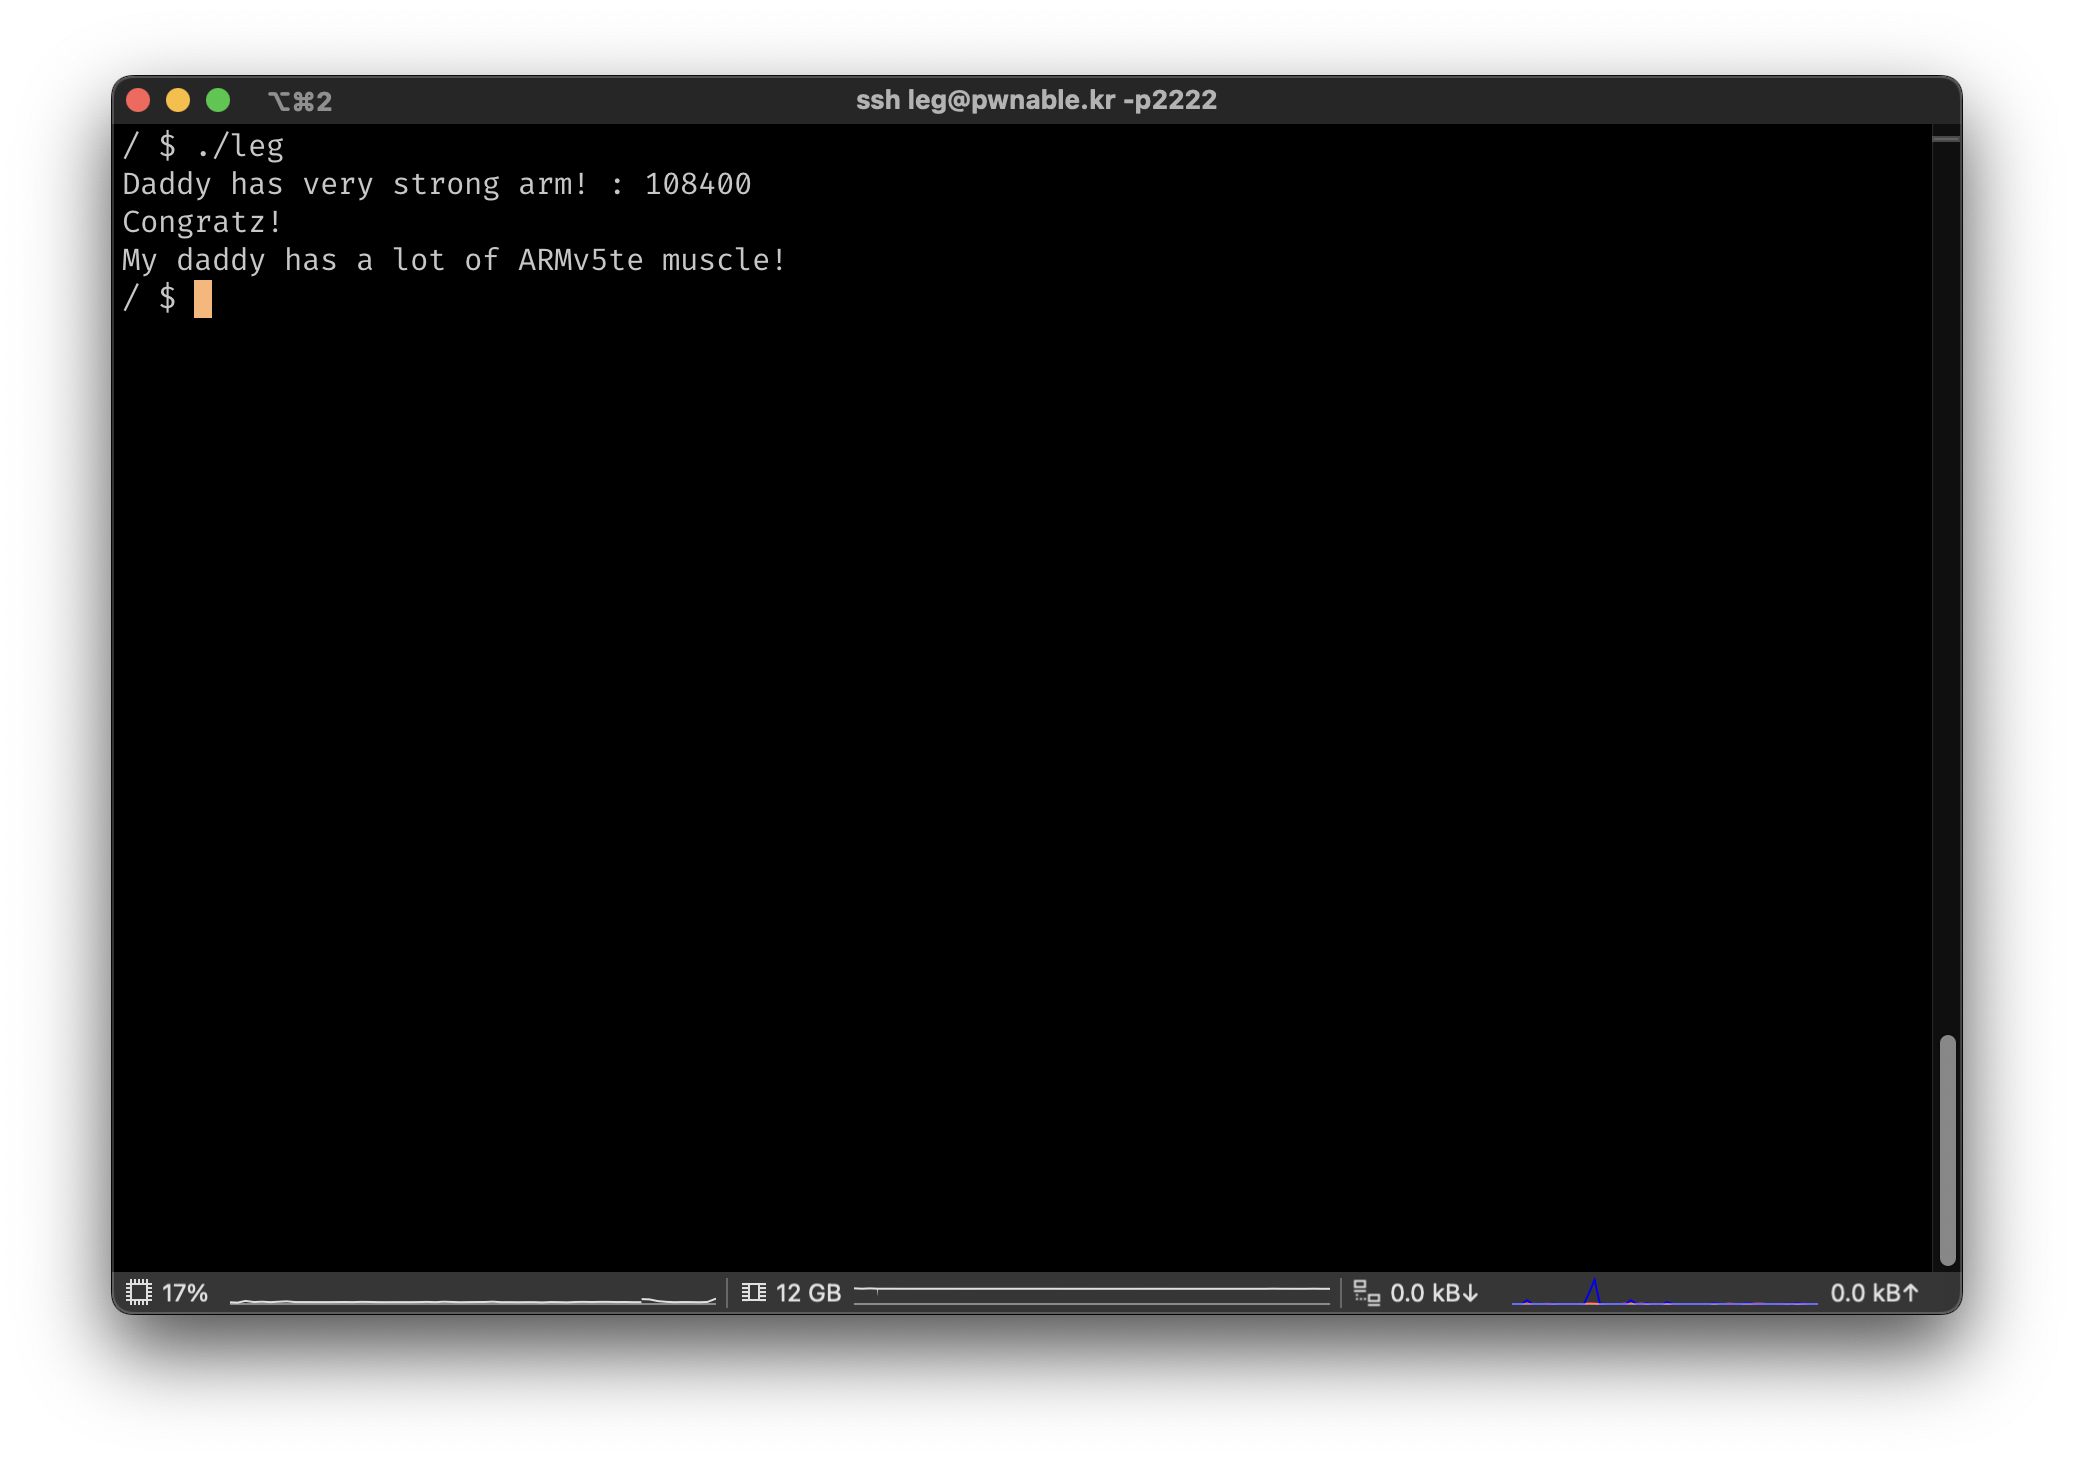 ⌥⌘2 ssh leg@pwnable.kr -p2222
/ $ ./leg
Daddy has very strong arm! : 108400
Congratz!
My daddy has a lot of ARMv5te muscle!
/ $
17% 12 GB 0.0 kB↓ 0.0 kB↑